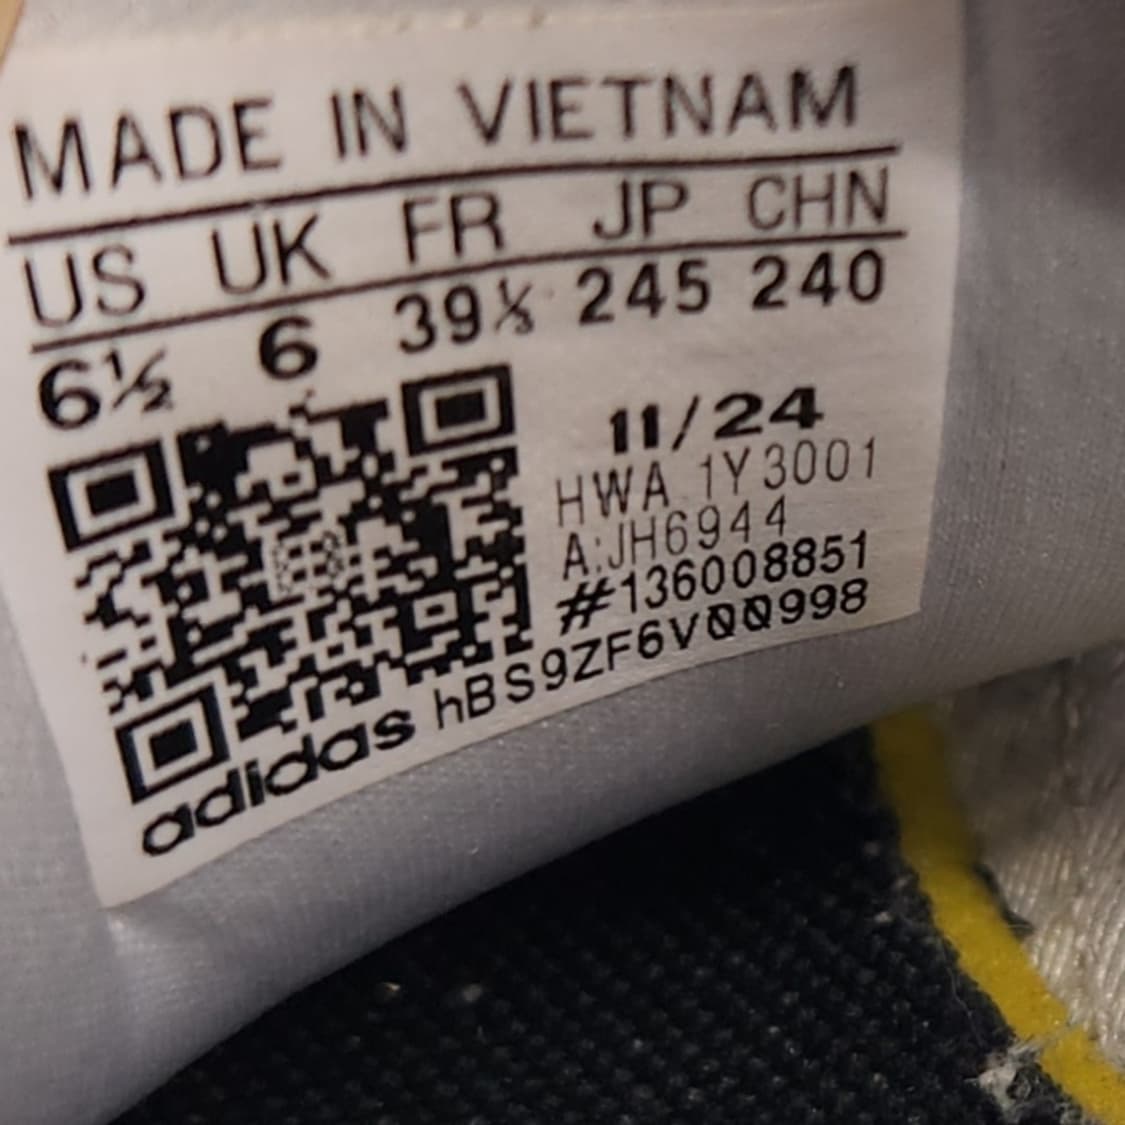 MADE IN VIETNAM
US UK FR JP CHN
6½ 6 39⅓ 245 240
11/24
HWA 1Y3001
A:JH6944
#136008851
adidas hBS9ZF6V00998